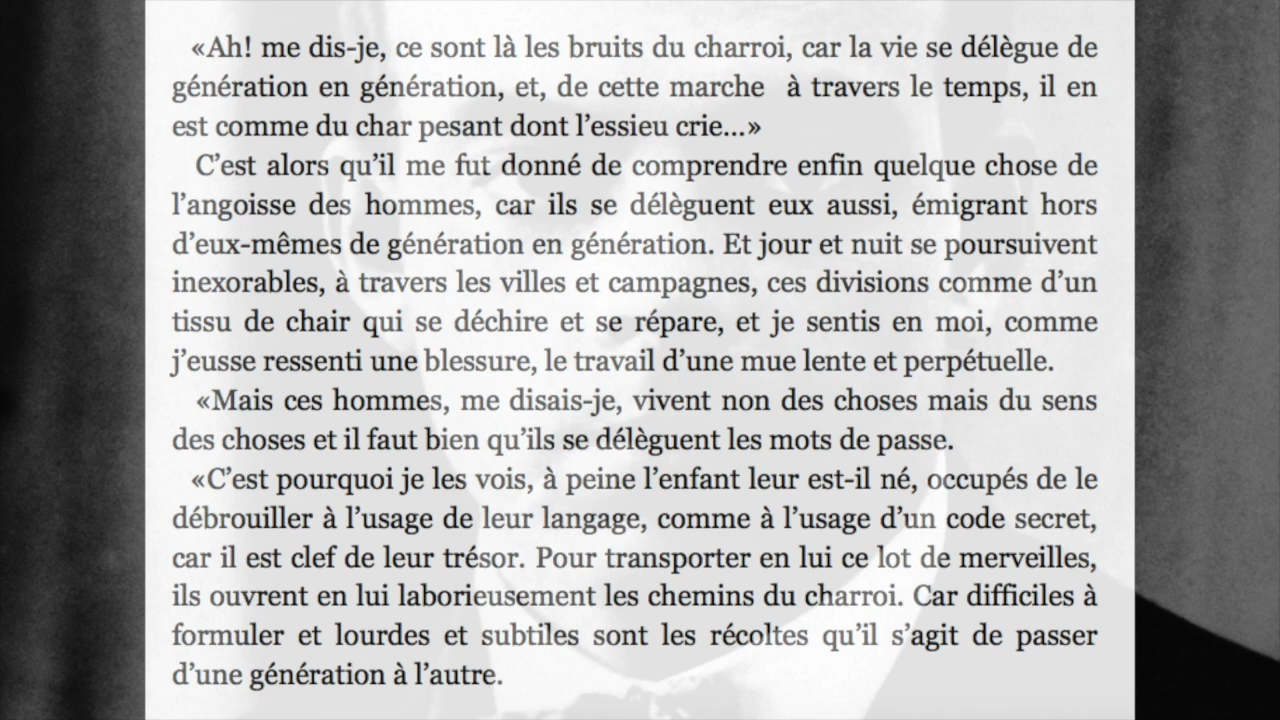 «Ah! me dis-je, ce sont là les bruits du charroi, car la vie se délègue de
génération en génération, et, de cette marche  à travers le temps, il en
est comme du char pesant dont l’essieu crie...»
C’est alors qu’il me fut donné de comprendre enfin quelque chose de
l’angoisse des hommes, car ils se délèguent eux aussi, émigrant hors
d’eux-mêmes de génération en génération. Et jour et nuit se poursuivent
inexorables, à travers les villes et campagnes, ces divisions comme d’un
tissu de chair qui se déchire et se répare, et je sentis en moi, comme
j’eusse ressenti une blessure, le travail d’une mue lente et perpétuelle.
«Mais ces hommes, me disais-je, vivent non des choses mais du sens
des choses et il faut bien qu’ils se délèguent les mots de passe.
«C’est pourquoi je les vois, à peine l’enfant leur est-il né, occupés de le
débrouiller à l’usage de leur langage, comme à l’usage d’un code secret,
car il est clef de leur trésor. Pour transporter en lui ce lot de merveilles,
ils ouvrent en lui laborieusement les chemins du charroi. Car difficiles à
formuler et lourdes et subtiles sont les récoltes qu’il s’agit de passer
d’une génération à l’autre.